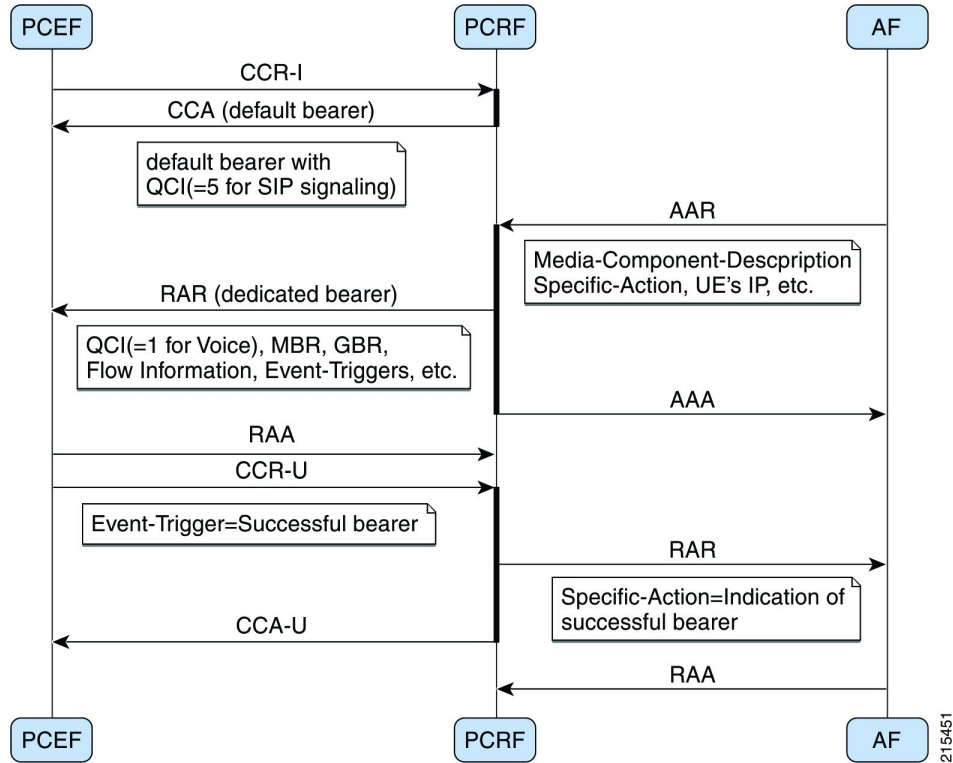 PCEF
PCRF
AF
CCR-I
CCA (default bearer)
default bearer with
QCI(=5 for SIP signaling)
AAR
Media-Component-Descpription
Specific-Action, UE's IP, etc.
RAR (dedicated bearer)
QCI(=1 for Voice), MBR, GBR,
Flow Information, Event-Triggers, etc.
AAA
RAA
CCR-U
Event-Trigger=Successful bearer
RAR
Specific-Action=Indication of
successful bearer
CCA-U
RAA
PCEF
PCRF
AF
215451